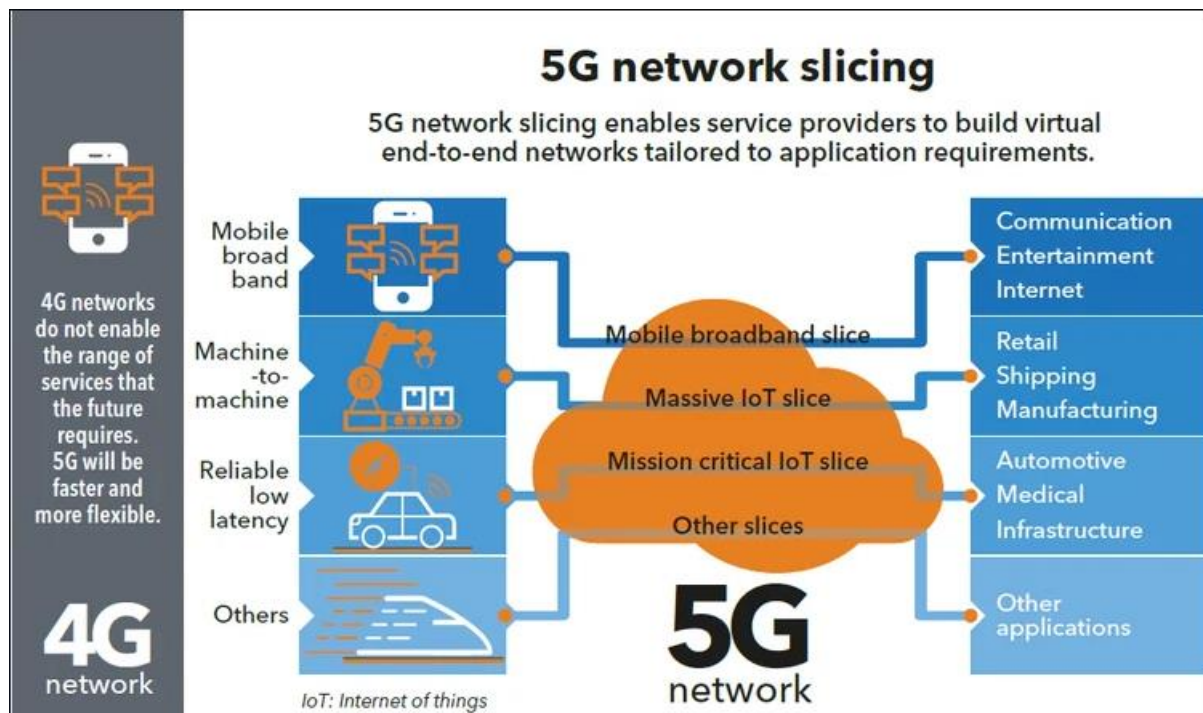 5G network slicing
5G network slicing enables service providers to build virtual
end-to-end networks tailored to application requirements.
4G networks
do not enable
the range of
services that
the future
requires.
5G will be
faster and
more flexible.
4G
network
Mobile
broad
band
Machine
-to-
machine
Reliable
low
latency
Others
Mobile broadband slice
Massive IoT slice
Mission critical IoT slice
Other slices
5G
network
Communication
Entertainment
Internet
Retail
Shipping
Manufacturing
Automotive
Medical
Infrastructure
Other
applications
IoT: Internet of things